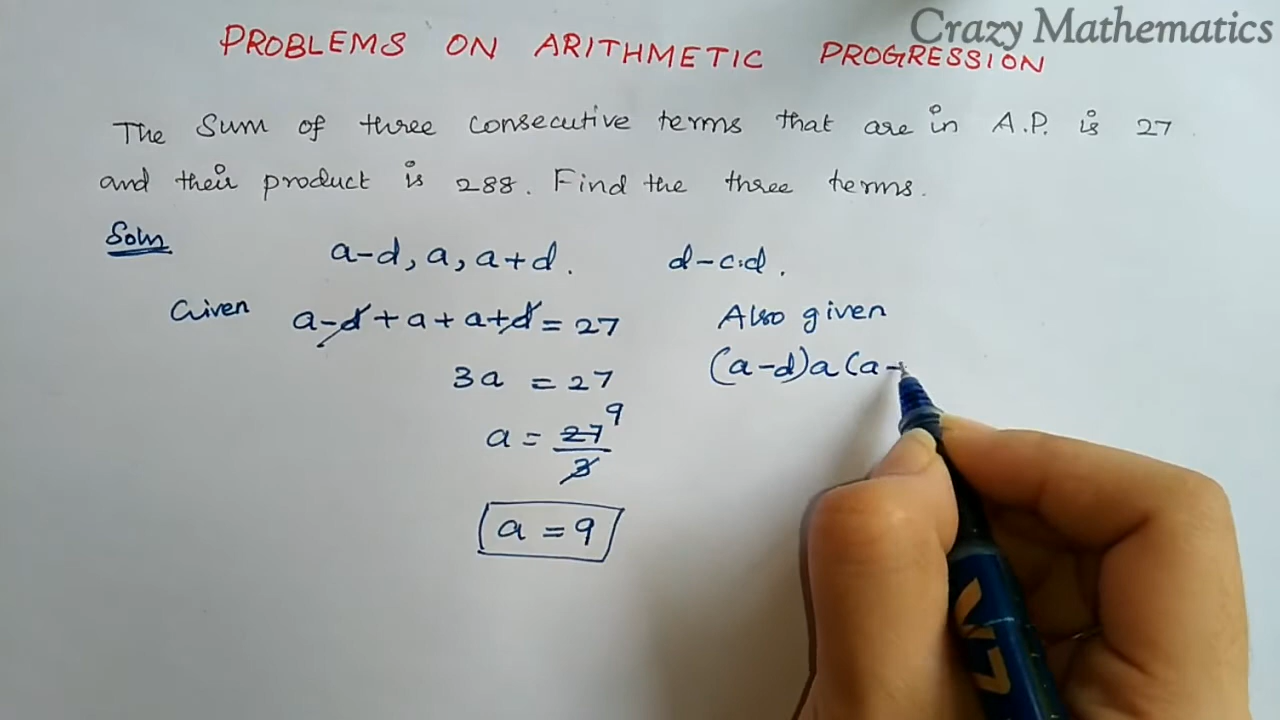 Crazy Mathematics
PROBLEMS ON ARITHMETIC PROGRESSION
The Sum of three consecutive terms that are in A.P. is 27
and their product is 288. Find the three terms.
Soln
a-d, a, a+d. d-c.d.
Given a-d+a+a+d=27
3a = 27
a = 27/3 9
a = 9
Also given
(a-d)a(a-
V7